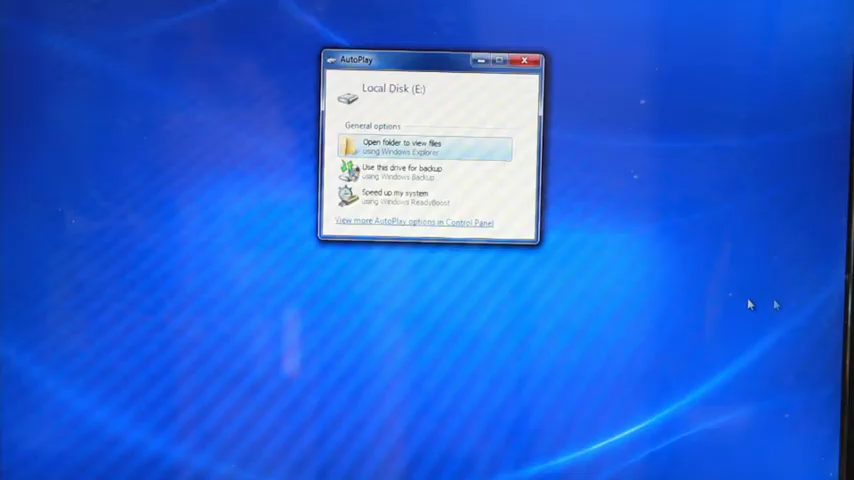 AutoPlay
Local Disk (E:)
General options
Open folder to view files
using Windows Explorer
Use this drive for backup
using Windows Backup
Speed up my system
using Windows ReadyBoost
View more AutoPlay options in Control Panel